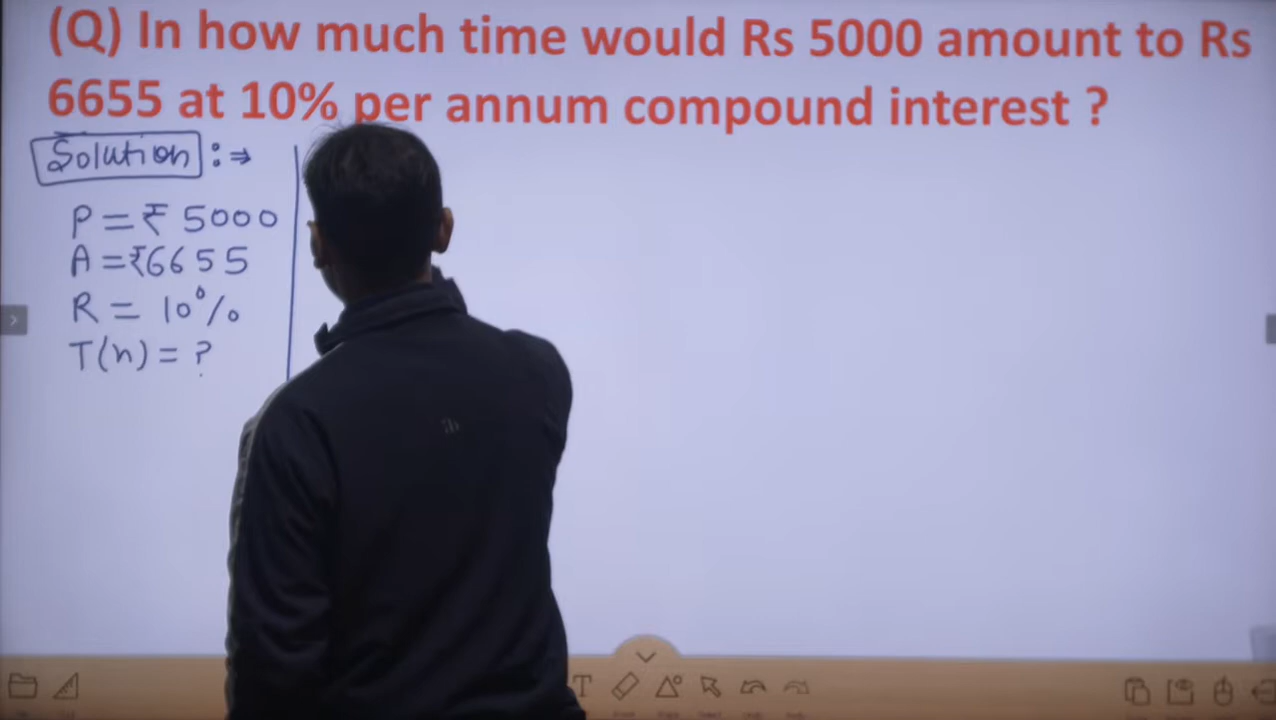 (Q) In how much time would Rs 5000 amount to Rs
6655 at 10% per annum compound interest ?
Solution :⇒
P = ₹ 5000
A = ₹6655
R = 10%
T(n) = ?